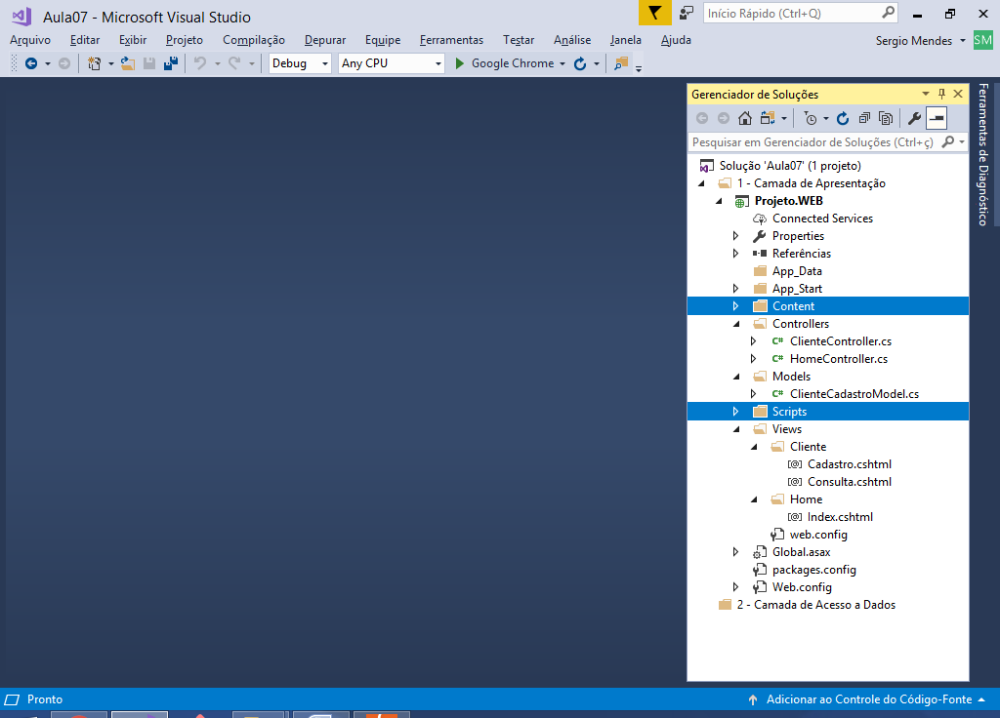 Aula07 - Microsoft Visual Studio
Início Rápido (Ctrl+Q)
Arquivo Editar Exibir Projeto Compilação Depurar Equipe Ferramentas Testar Análise Janela Ajuda
Sergio Mendes SM
Debug Any CPU Google Chrome
Gerenciador de Soluções
Pesquisar em Gerenciador de Soluções (Ctrl+ç)
Solução 'Aula07' (1 projeto)
1 - Camada de Apresentação
Projeto.WEB
Connected Services
Properties
Referências
App_Data
App_Start
Content
Controllers
C# ClienteController.cs
C# HomeController.cs
Models
C# ClienteCadastroModel.cs
Scripts
Views
Cliente
[@] Cadastro.cshtml
[@] Consulta.cshtml
Home
[@] Index.cshtml
web.config
Global.asax
packages.config
Web.config
2 - Camada de Acesso a Dados
Ferramentas de Diagnóstico
Pronto
Adicionar ao Controle do Código-Fonte